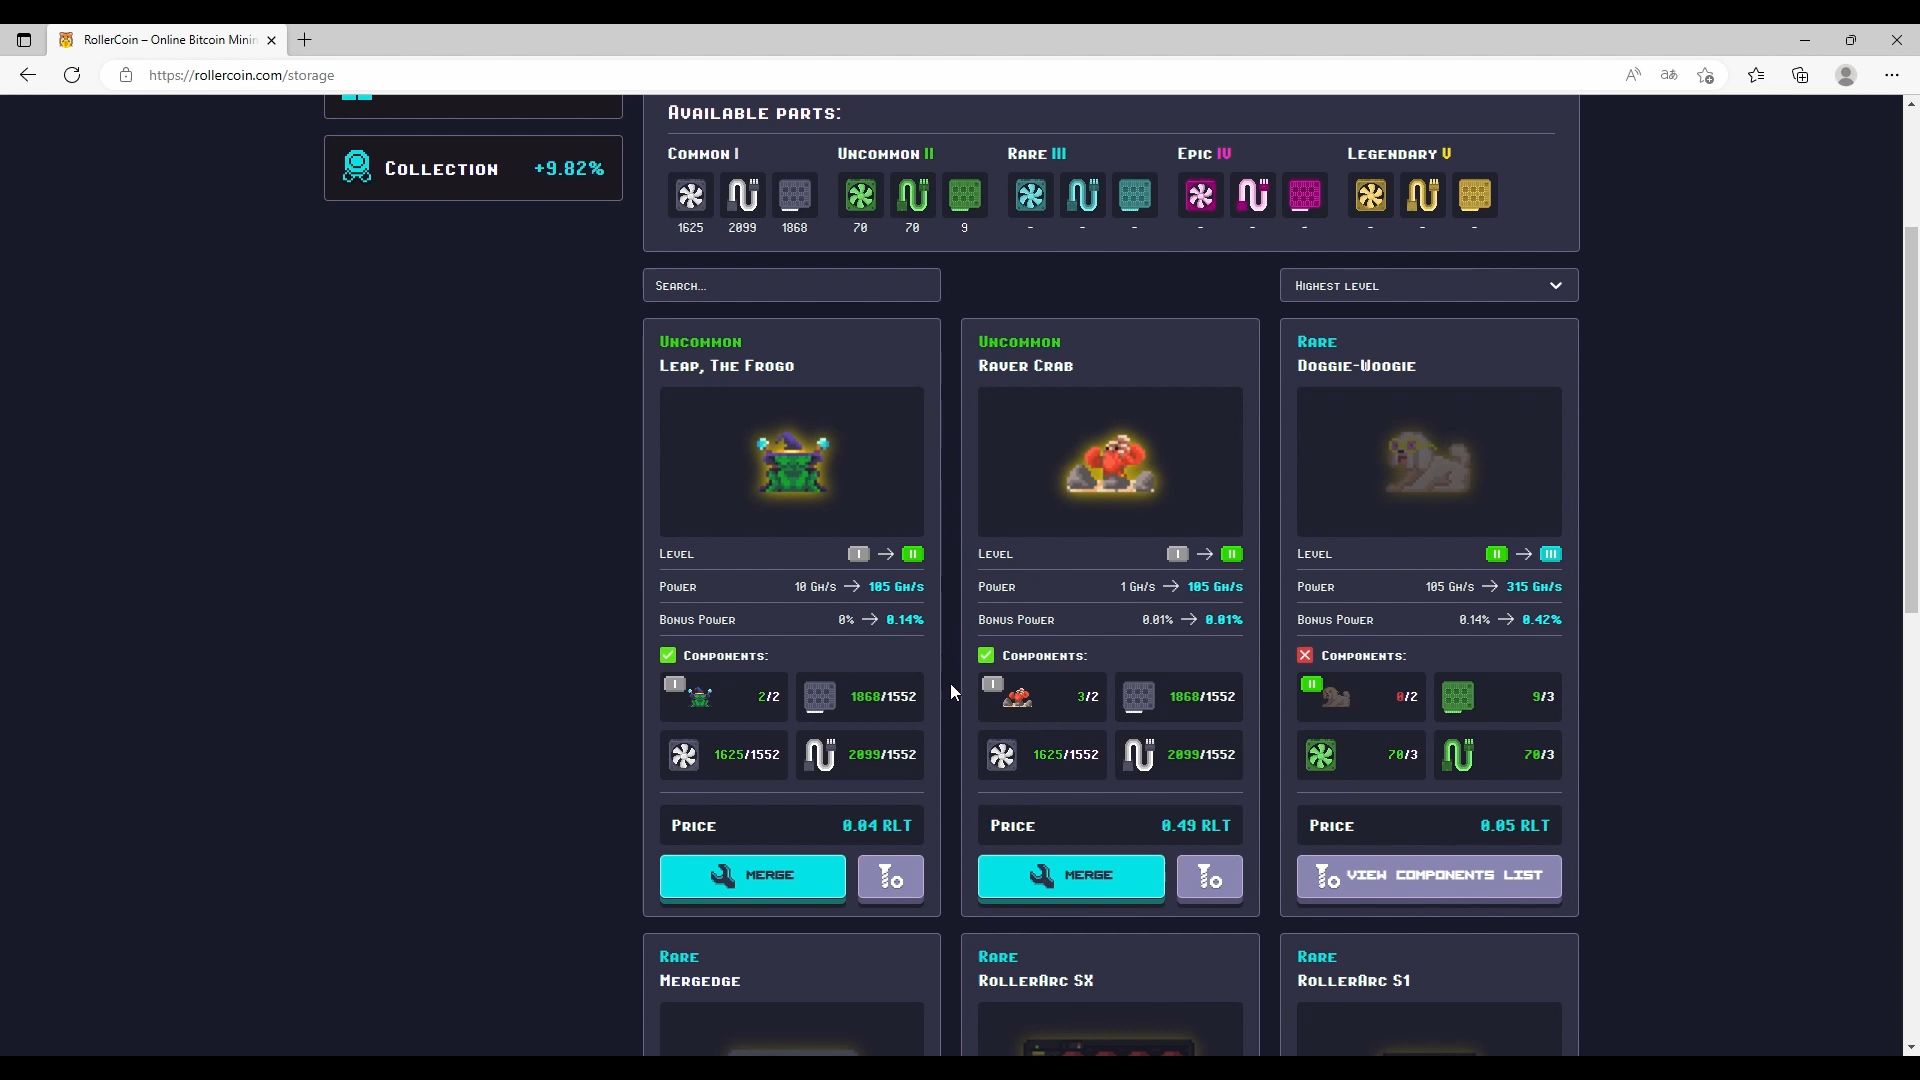 RollerCoin – Online Bitcoin Minin
https://rollercoin.com/storage
Available parts:
Common I
Uncommon II
Rare III
Epic IV
Legendary V
1625 2099 1868
70 70 9
- - -
- - -
- - -
Collection +9.82%
Search...
Highest level
Uncommon
Leap, The Frogo
Level I → II
Power 10 Gh/s → 105 Gh/s
Bonus Power 0% → 0.14%
Components:
I 2/2
1868/1552
1625/1552
2099/1552
Price 0.04 RLT
Merge
Uncommon
Raver Crab
Level I → II
Power 1 Gh/s → 105 Gh/s
Bonus Power 0.01% → 0.01%
Components:
I 3/2
1868/1552
1625/1552
2099/1552
Price 0.49 RLT
Merge
Rare
Doggie-Woogie
Level II → III
Power 105 Gh/s → 315 Gh/s
Bonus Power 0.14% → 0.42%
Components:
II 0/2
9/3
70/3
70/3
Price 0.05 RLT
View components list
Rare
Mergedge
Rare
RollerArc SX
Rare
RollerArc S1